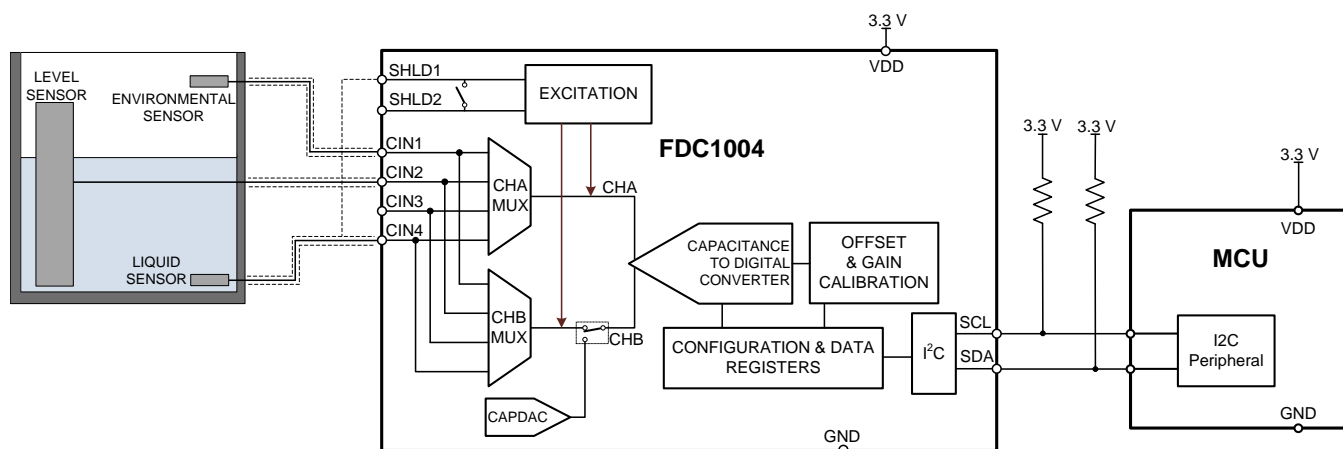 LEVEL
SENSOR
ENVIRONMENTAL
SENSOR
LIQUID
SENSOR
SHLD1
SHLD2
CIN1
CIN2
CIN3
CIN4
EXCITATION
3.3 V
VDD
FDC1004
CHA
MUX
CHA
CHB
MUX
CHB
CAPDAC
CAPACITANCE
TO DIGITAL
CONVERTER
OFFSET
& GAIN
CALIBRATION
CONFIGURATION & DATA
REGISTERS
I²C
SCL
SDA
GND
3.3 V
3.3 V
3.3 V
VDD
MCU
I2C
Peripheral
GND